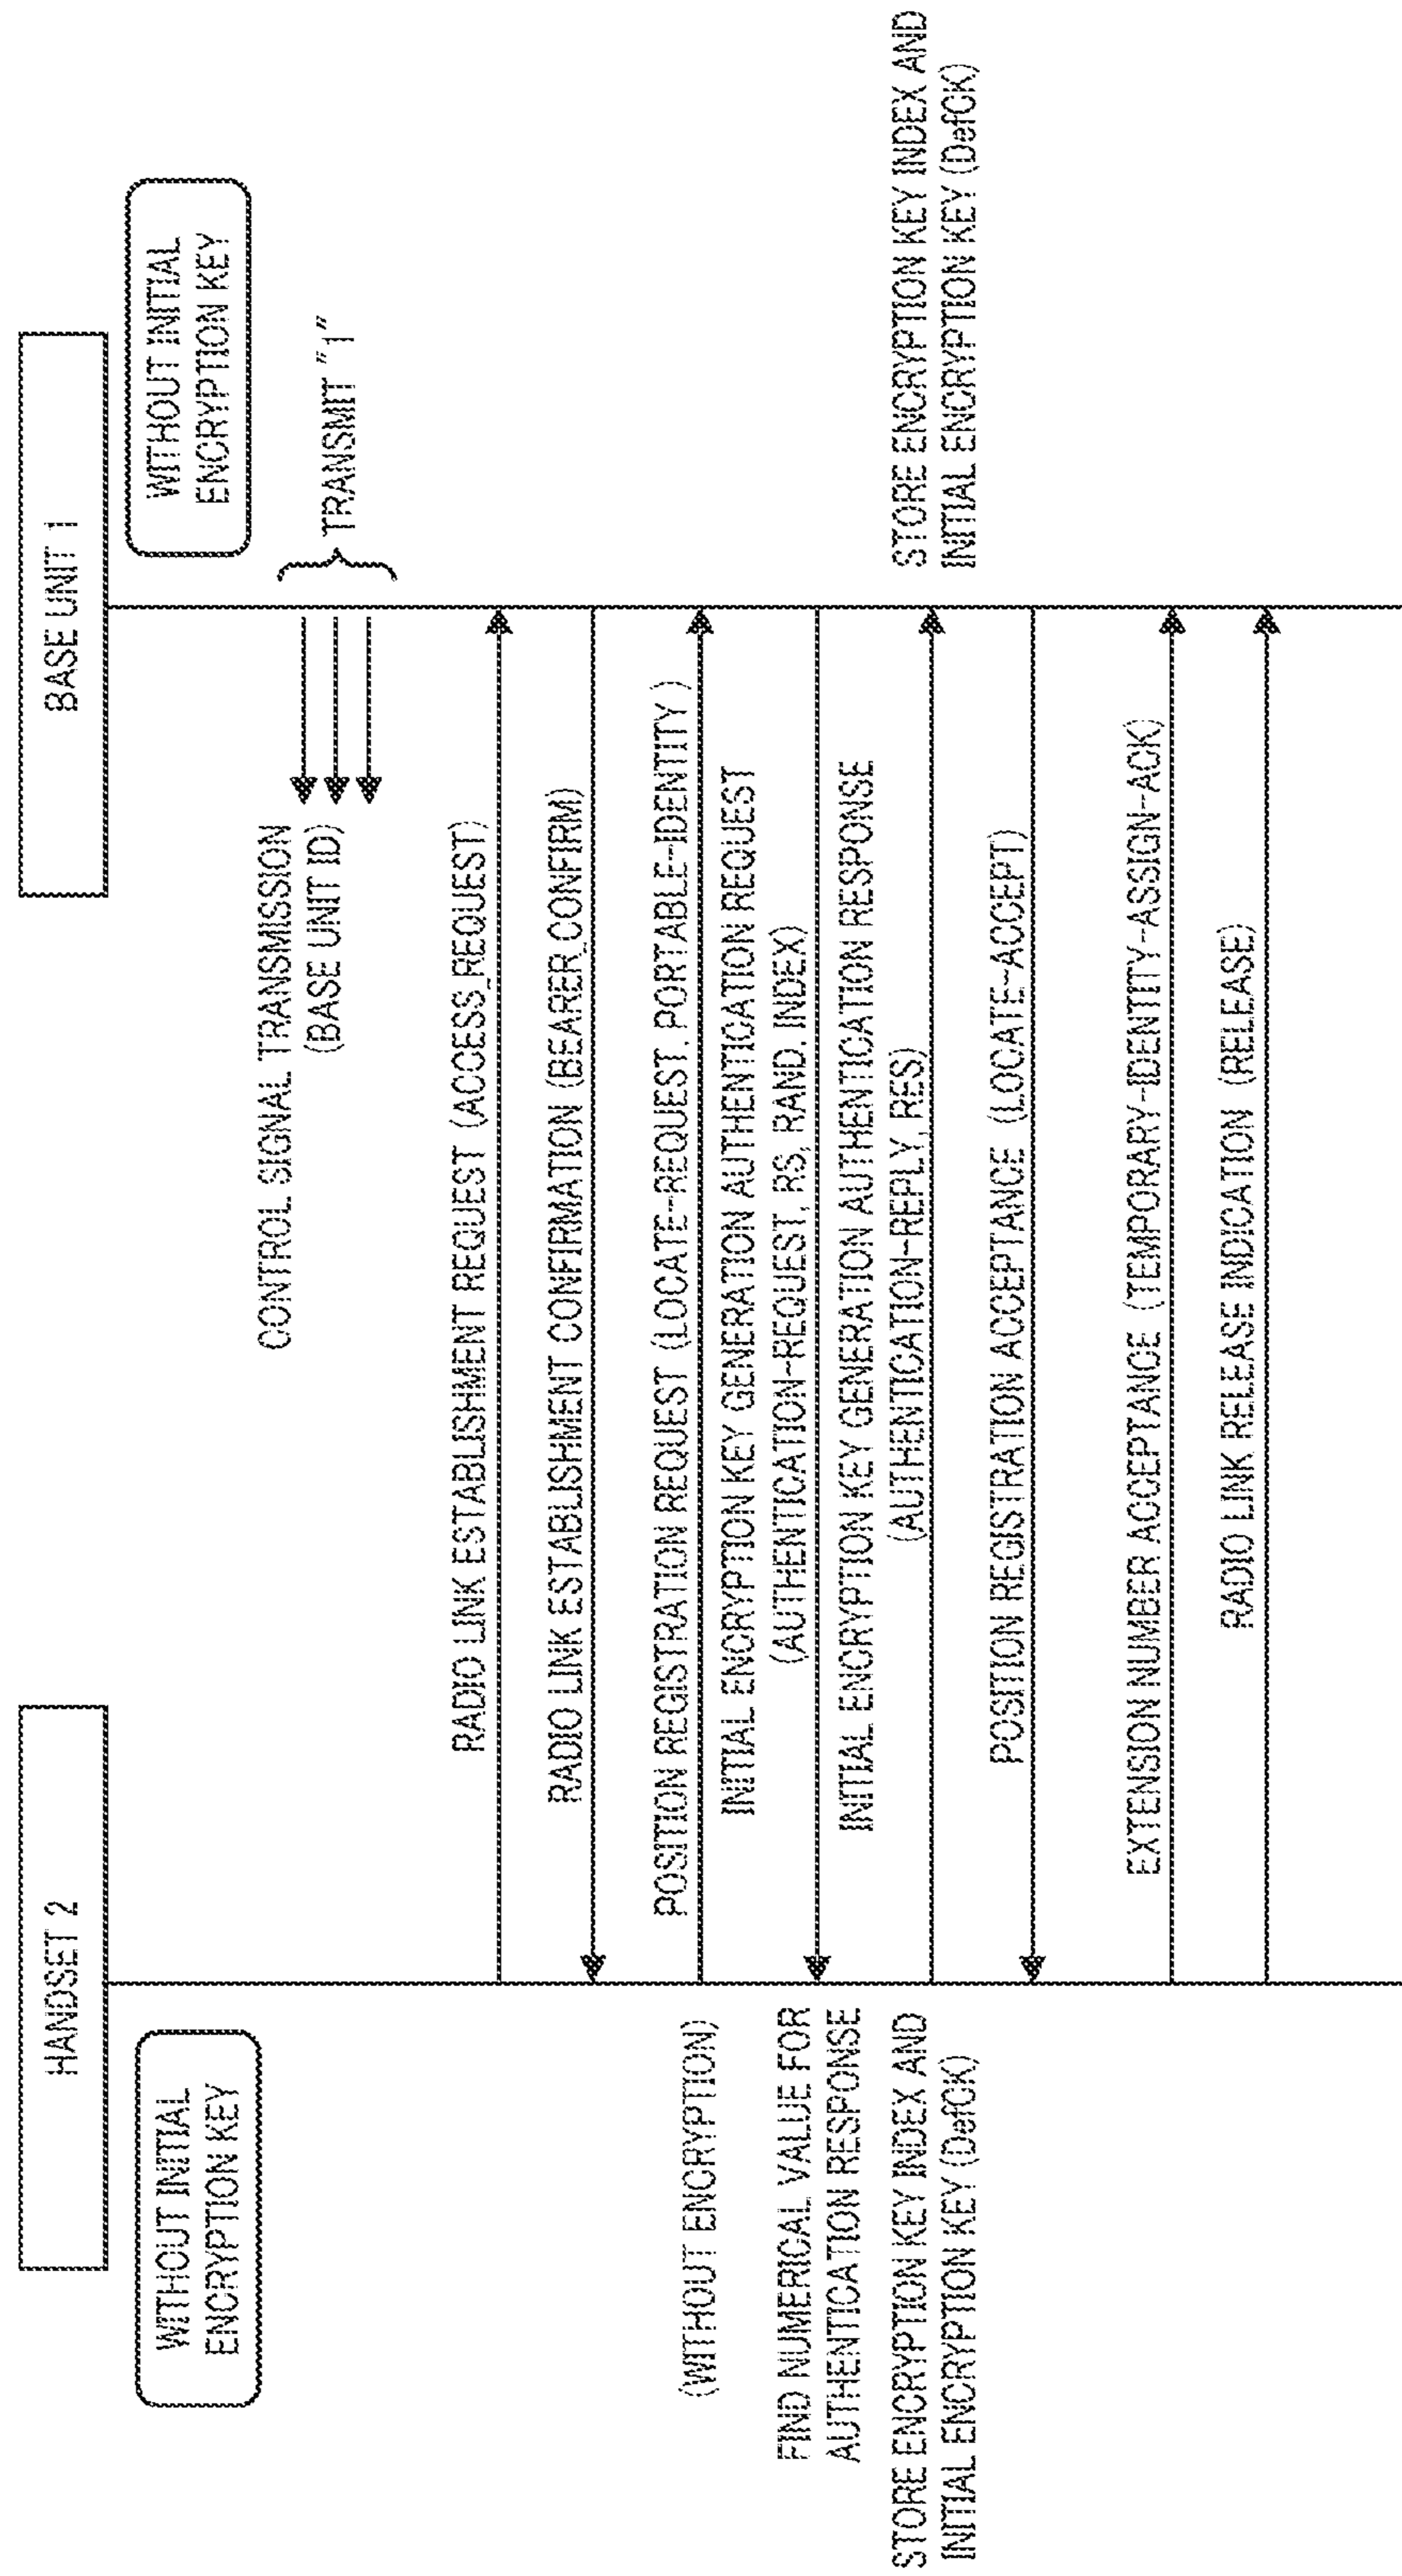 HANDSET 2
BASE UNIT 1
WITHOUT INITIAL
ENCRYPTION KEY
WITHOUT INITIAL
ENCRYPTION KEY
CONTROL SIGNAL TRANSMISSION
(BASE UNIT ID)
TRANSMIT "1"
RADIO LINK ESTABLISHMENT REQUEST (ACCESS_REQUEST)
RADIO LINK ESTABLISHMENT CONFIRMATION (BEARER_CONFIRM)
(WITHOUT ENCRYPTION)
POSITION REGISTRATION REQUEST (LOCATE-REQUEST, PORTABLE-IDENTITY )
INITIAL ENCRYPTION KEY GENERATION AUTHENTICATION REQUEST
(AUTHENTICATION-REQUEST, RS, RAND, INDEX)
FIND NUMERICAL VALUE FOR
AUTHENTICATION RESPONSE
INITIAL ENCRYPTION KEY GENERATION AUTHENTICATION RESPONSE
(AUTHENTICATION-REPLY, RES)
STORE ENCRYPTION KEY INDEX AND
INITIAL ENCRYPTION KEY (DefCK)
STORE ENCRYPTION KEY INDEX AND
INITIAL ENCRYPTION KEY (DefCK)
POSITION REGISTRATION ACCEPTANCE (LOCATE-ACCEPT)
EXTENSION NUMBER ACCEPTANCE (TEMPORARY-IDENTITY-ASSIGN-ACK)
RADIO LINK RELEASE INDICATION (RELEASE)